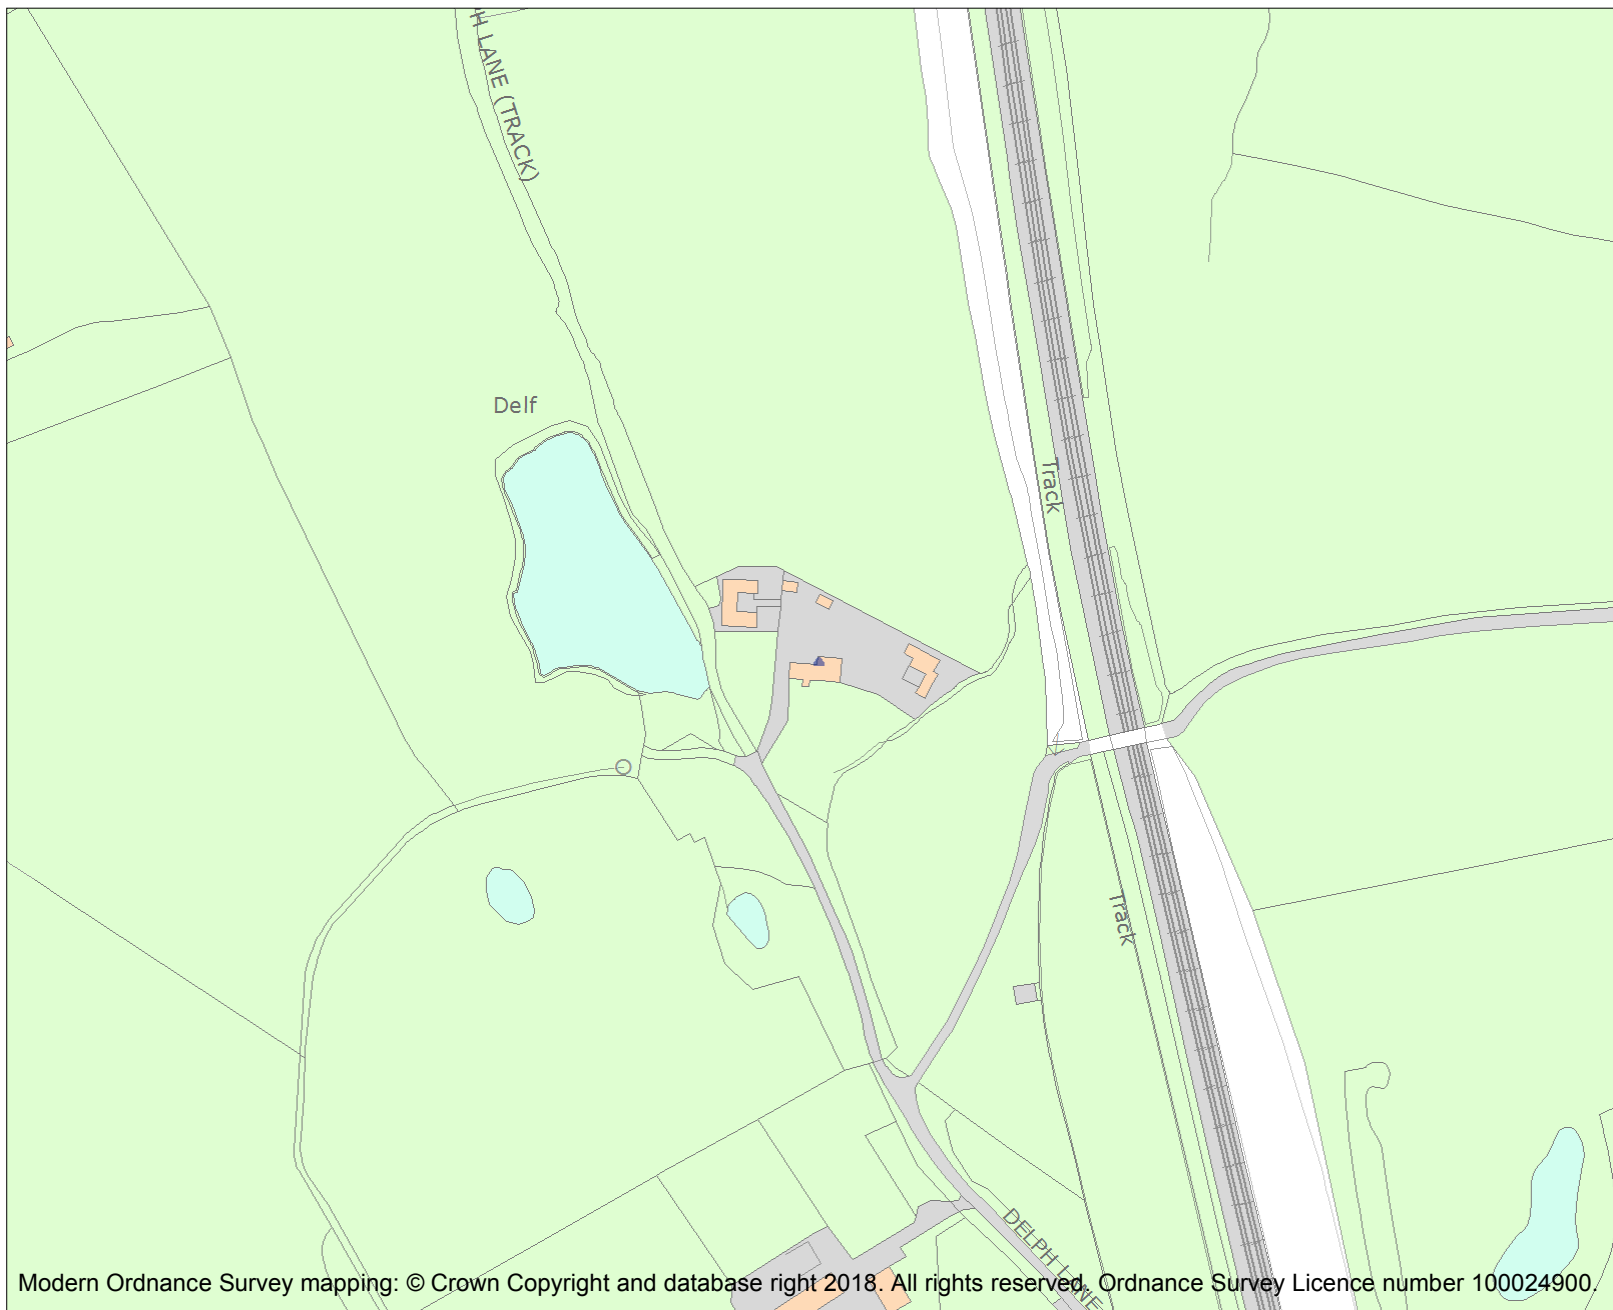 H LANE (TRACK)
Delf
Track
Track
DELPH LANE
Modern Ordnance Survey mapping: © Crown Copyright and database right 2018. All rights reserved. Ordnance Survey Licence number 100024900.